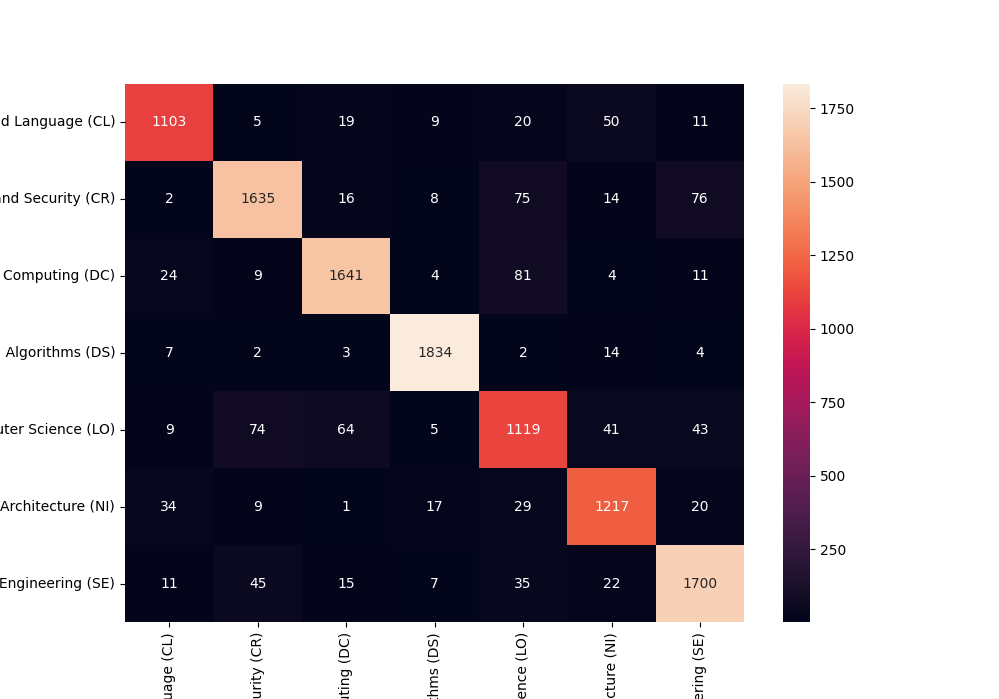 d Language (CL) 1103 5 19 9 20 50 11
nd Security (CR) 2 1635 16 8 75 14 76
Computing (DC) 24 9 1641 4 81 4 11
Algorithms (DS) 7 2 3 1834 2 14 4
uter Science (LO) 9 74 64 5 1119 41 43
Architecture (NI) 34 9 1 17 29 1217 20
Engineering (SE) 11 45 15 7 35 22 1700
uage (CL)
urity (CR)
uting (DC)
thms (DS)
ence (LO)
cture (NI)
ering (SE)
1750
1500
1250
1000
750
500
250